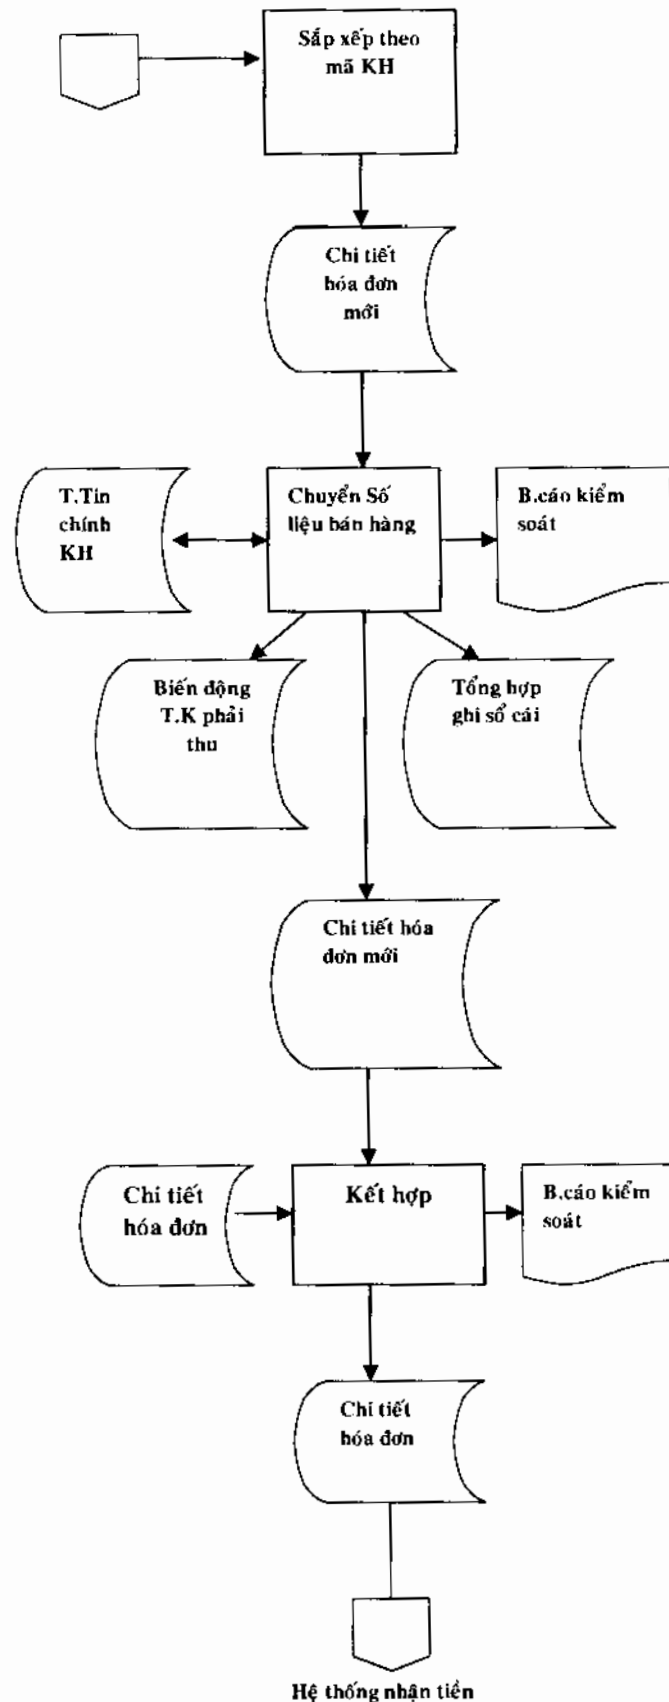 Sắp xếp theo
mã KH
Chi tiết
hóa đơn
mới
T.Tin
chính
KH
Chuyển Số
liệu bán hàng
B.cáo kiểm
soát
Biến động
T.K phải
thu
Tổng hợp
ghi sổ cái
Chi tiết hóa
đơn mới
Chi tiết
hóa đơn
Kết hợp
B.cáo kiểm
soát
Chi tiết
hóa đơn
Hệ thống nhận tiền